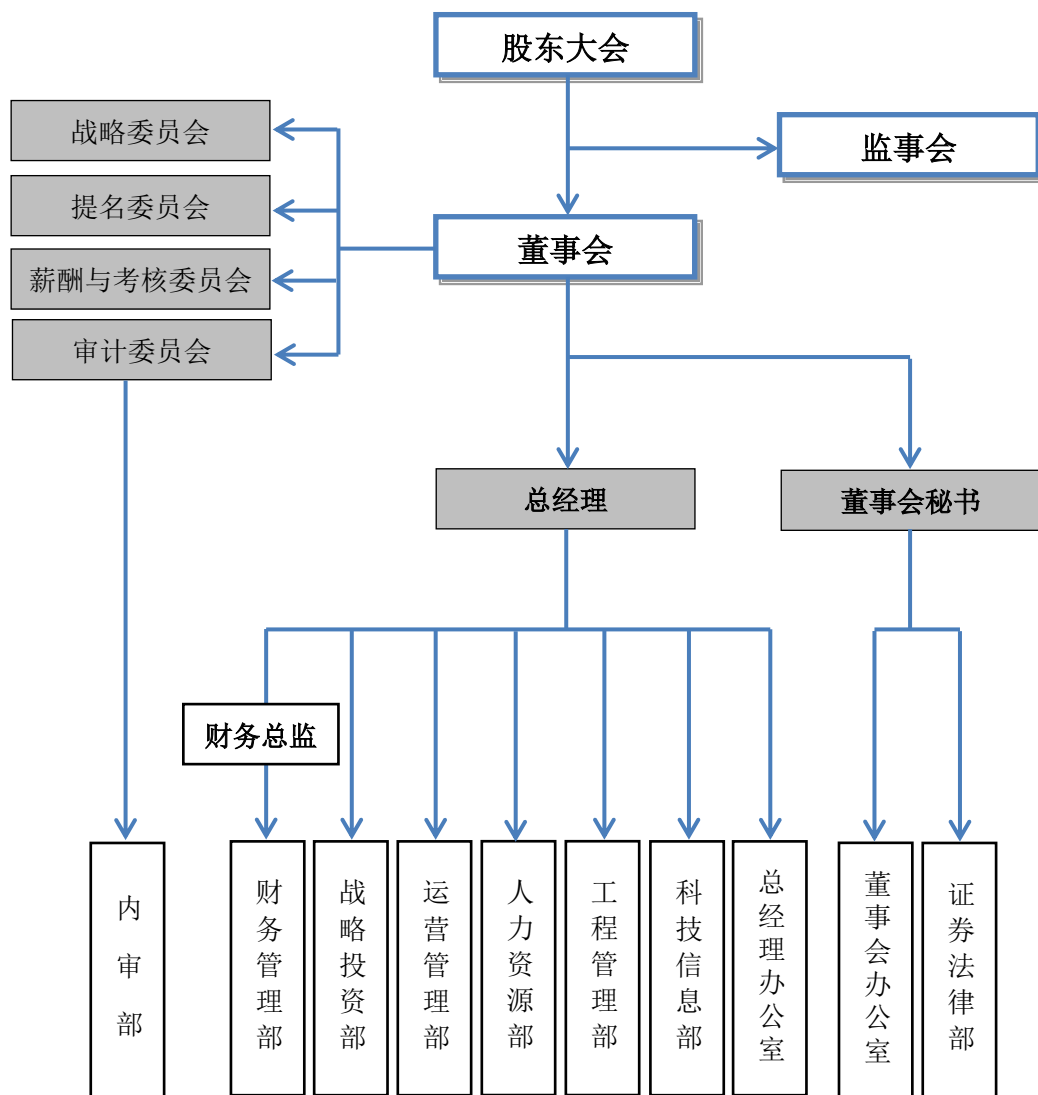 股东大会
战略委员会
监事会
提名委员会
董事会
薪酬与考核委员会
审计委员会
总经理
董事会秘书
财务总监
内审部
财务管理部
战略投资部
运营管理部
人力资源部
工程管理部
科技信息部
总经理办公室
董事会办公室
证券法律部